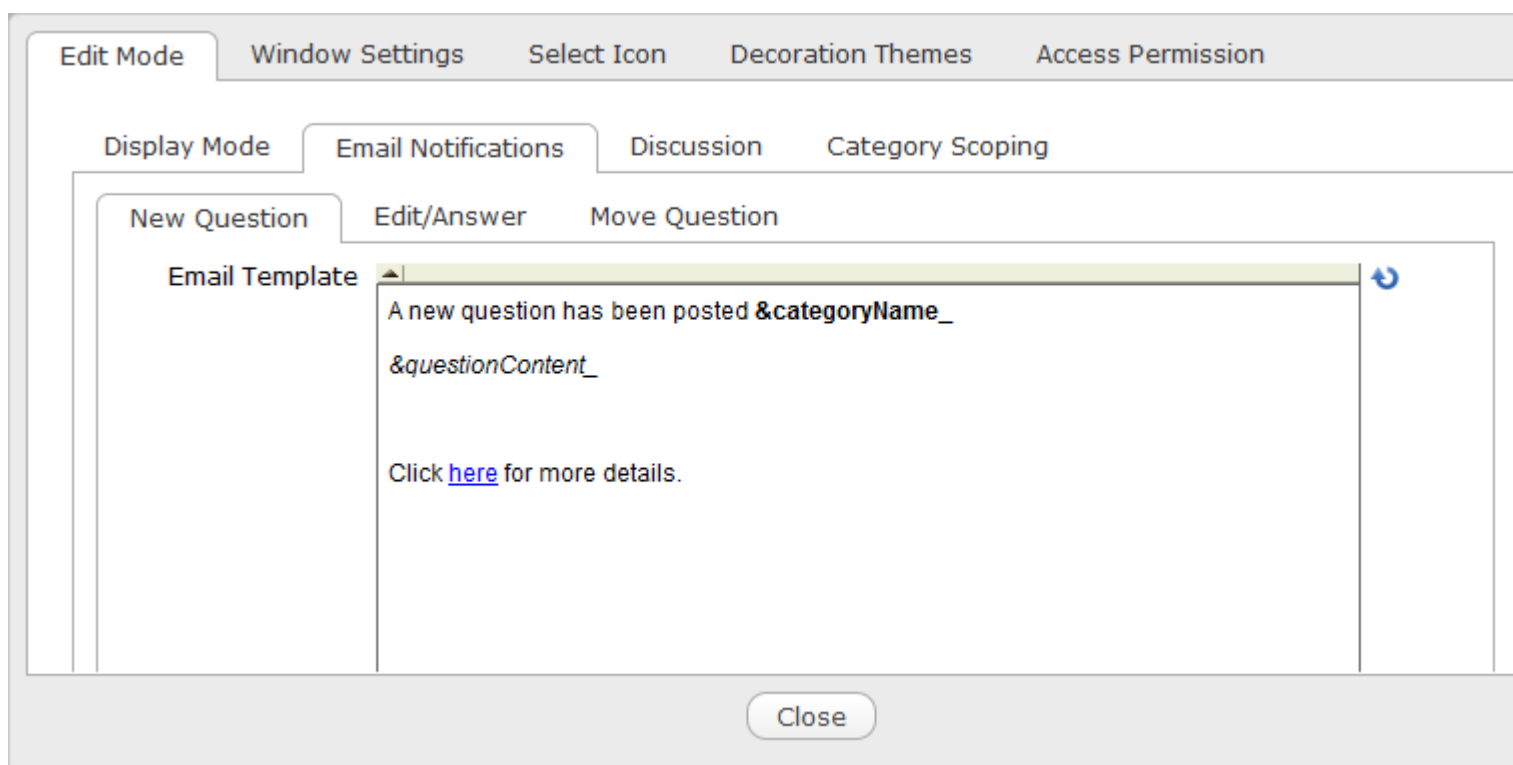 Edit Mode Window Settings Select Icon Decoration Themes Access Permission
Display Mode Email Notifications Discussion Category Scoping
New Question Edit/Answer Move Question
Email Template
A new question has been posted &categoryName_
&questionContent_
Click here for more details.
Close